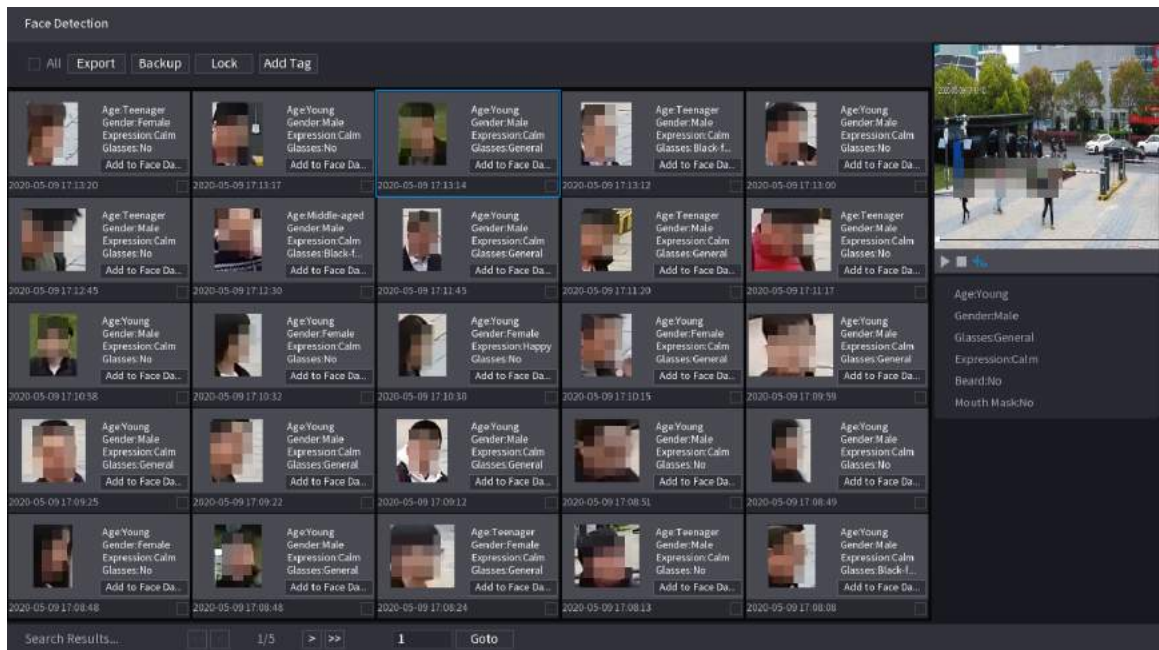 Face Detection
All Export Backup Lock Add Tag
Age:Teenager
Gender:Female
Expression:Calm
Glasses:No
Add to Face Da...
2020-05-09 17:13:20
Age:Young
Gender:Male
Expression:Calm
Glasses:No
Add to Face Da...
2020-05-09 17:13:17
Age:Young
Gender:Male
Expression:Calm
Glasses:General
Add to Face Da...
2020-05-09 17:13:14
Age:Teenager
Gender:Male
Expression:Calm
Glasses:Black-f...
Add to Face Da...
2020-05-09 17:13:12
Age:Young
Gender:Male
Expression:Calm
Glasses:No
Add to Face Da...
2020-05-09 17:13:00
Age:Teenager
Gender:Male
Expression:Calm
Glasses:No
Add to Face Da...
2020-05-09 17:12:45
Age:Middle-aged
Gender:Male
Expression:Calm
Glasses:Black-f...
Add to Face Da...
2020-05-09 17:12:30
Age:Young
Gender:Male
Expression:Calm
Glasses:General
Add to Face Da...
2020-05-09 17:11:45
Age:Teenager
Gender:Male
Expression:Calm
Glasses:General
Add to Face Da...
2020-05-09 17:11:20
Age:Teenager
Gender:Male
Expression:Calm
Glasses:No
Add to Face Da...
2020-05-09 17:11:17
Age:Young
Gender:Male
Expression:Calm
Glasses:No
Add to Face Da...
2020-05-09 17:10:58
Age:Young
Gender:Female
Expression:Calm
Glasses:No
Add to Face Da...
2020-05-09 17:10:32
Age:Young
Gender:Female
Expression:Happy
Glasses:No
Add to Face Da...
2020-05-09 17:10:30
Age:Young
Gender:Female
Expression:Calm
Glasses:General
Add to Face Da...
2020-05-09 17:10:15
Age:Young
Gender:Male
Expression:Calm
Glasses:General
Add to Face Da...
2020-05-09 17:09:59
Age:Young
Gender:Male
Expression:Calm
Glasses:General
Add to Face Da...
2020-05-09 17:09:25
Age:Young
Gender:Male
Expression:Calm
Glasses:General
Add to Face Da...
2020-05-09 17:09:22
Age:Young
Gender:Male
Expression:Calm
Glasses:General
Add to Face Da...
2020-05-09 17:09:12
Age:Young
Gender:Male
Expression:Calm
Glasses:No
Add to Face Da...
2020-05-09 17:08:51
Age:Young
Gender:Male
Expression:Calm
Glasses:No
Add to Face Da...
2020-05-09 17:08:49
Age:Young
Gender:Female
Expression:Calm
Glasses:No
Add to Face Da...
2020-05-09 17:08:48
Age:Young
Gender:Male
Expression:Calm
Glasses:General
Add to Face Da...
2020-05-09 17:08:48
Age:Teenager
Gender:Female
Expression:Calm
Glasses:General
Add to Face Da...
2020-05-09 17:08:24
Age:Teenager
Gender:Male
Expression:Calm
Glasses:No
Add to Face Da...
2020-05-09 17:08:13
Age:Young
Gender:Male
Expression:Calm
Glasses:Black-f...
Add to Face Da...
2020-05-09 17:08:08
Age:Young
Gender:Male
Glasses:General
Expression:Calm
Beard:No
Mouth Mask:No
Search Results... 1/5 > >> 1 Goto